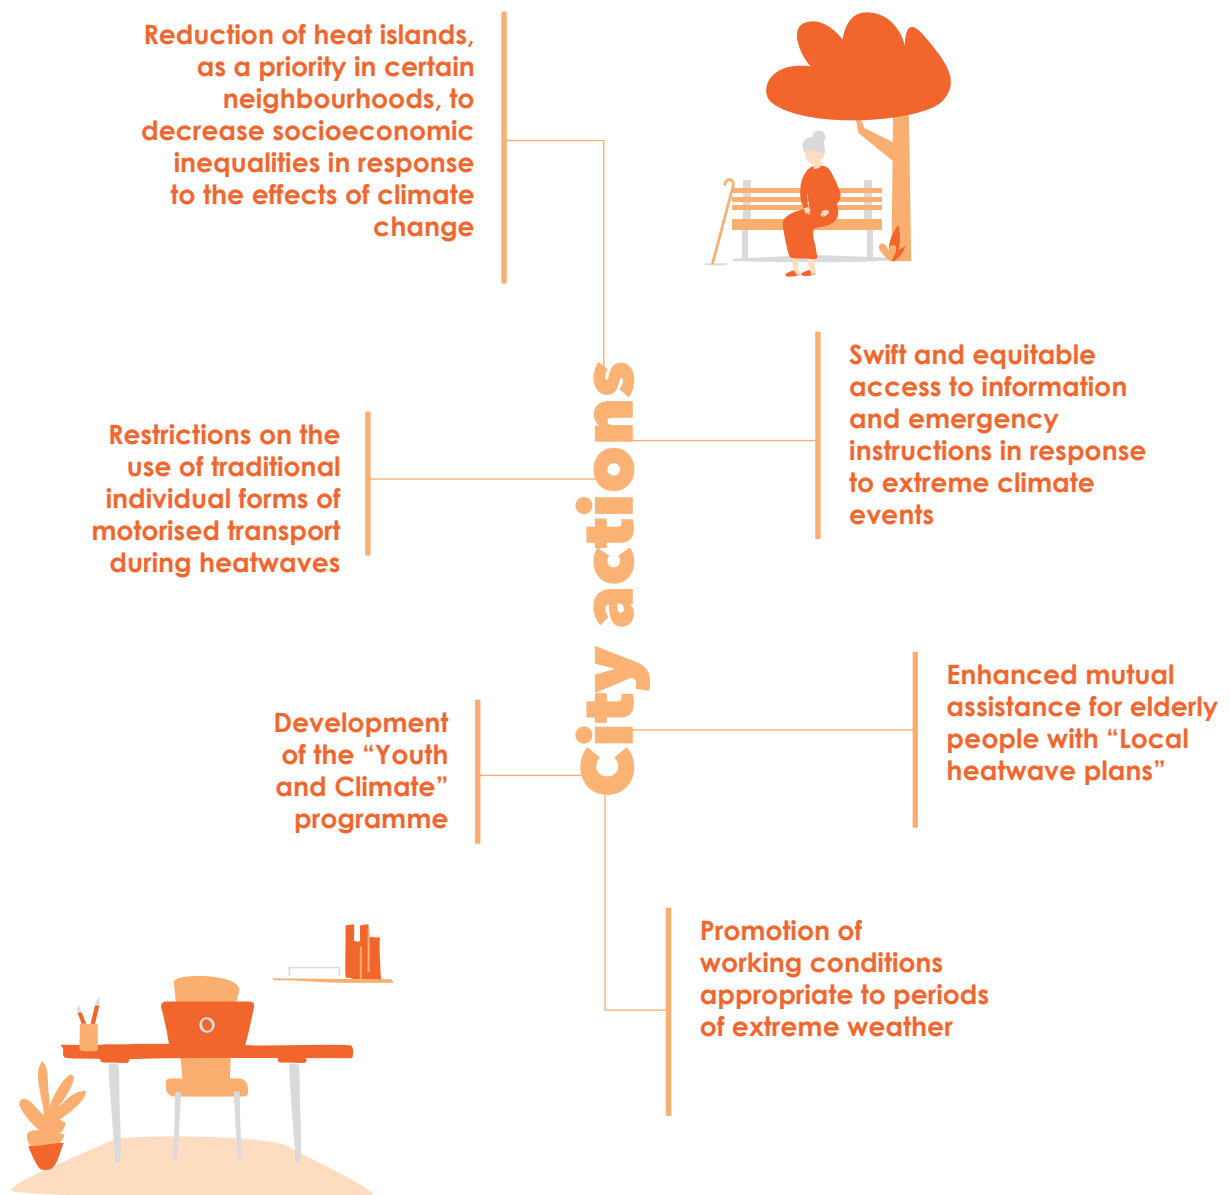 Reduction of heat islands,
as a priority in certain
neighbourhoods, to
decrease socioeconomic
inequalities in response
to the effects of climate
change
Swift and equitable
access to information
and emergency
instructions in response
to extreme climate
events
Restrictions on the
use of traditional
individual forms of
motorised transport
during heatwaves
City actions
Enhanced mutual
assistance for elderly
people with “Local
heatwave plans”
Development
of the “Youth
and Climate”
programme
Promotion of
working conditions
appropriate to periods
of extreme weather